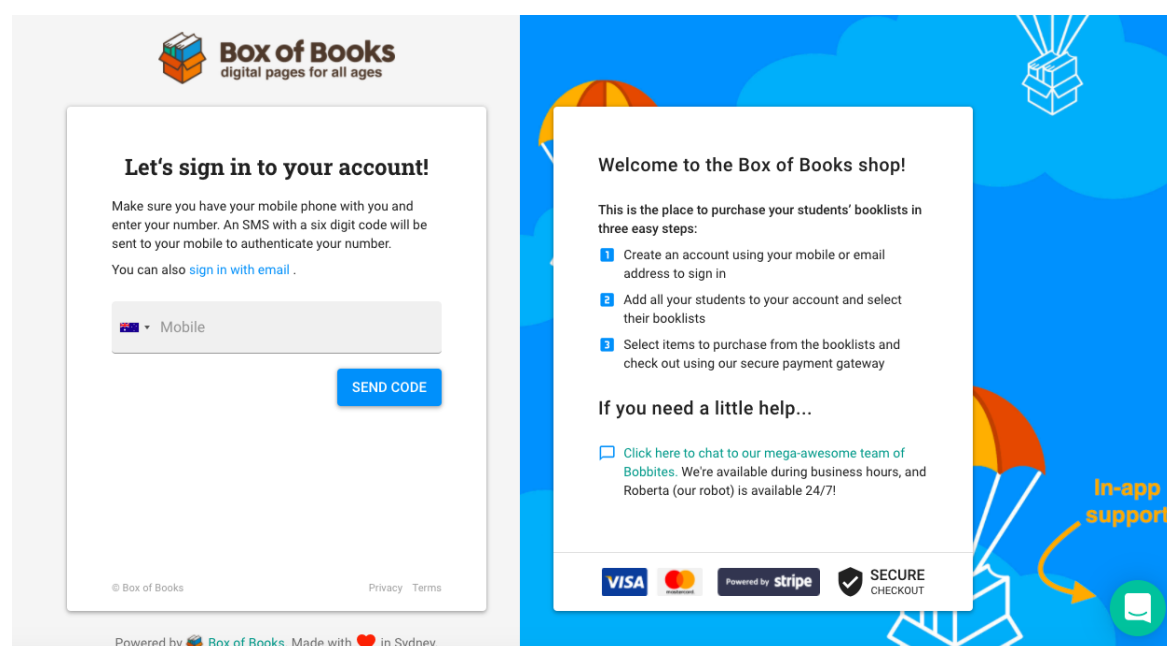 Box of Books
digital pages for all ages
Let‘s sign in to your account!
Make sure you have your mobile phone with you and
enter your number. An SMS with a six digit code will be
sent to your mobile to authenticate your number.
You can also sign in with email .
Mobile
SEND CODE
© Box of Books
Privacy Terms
Powered by Box of Books. Made with in Sydney
Welcome to the Box of Books shop!
This is the place to purchase your students’ booklists in
three easy steps:
1 Create an account using your mobile or email
address to sign in
2 Add all your students to your account and select
their booklists
3 Select items to purchase from the booklists and
check out using our secure payment gateway
If you need a little help...
Click here to chat to our mega-awesome team of
Bobbites. We're available during business hours, and
Roberta (our robot) is available 24/7!
VISA
mastercard
Powered by stripe
SECURE
CHECKOUT
In-app
support